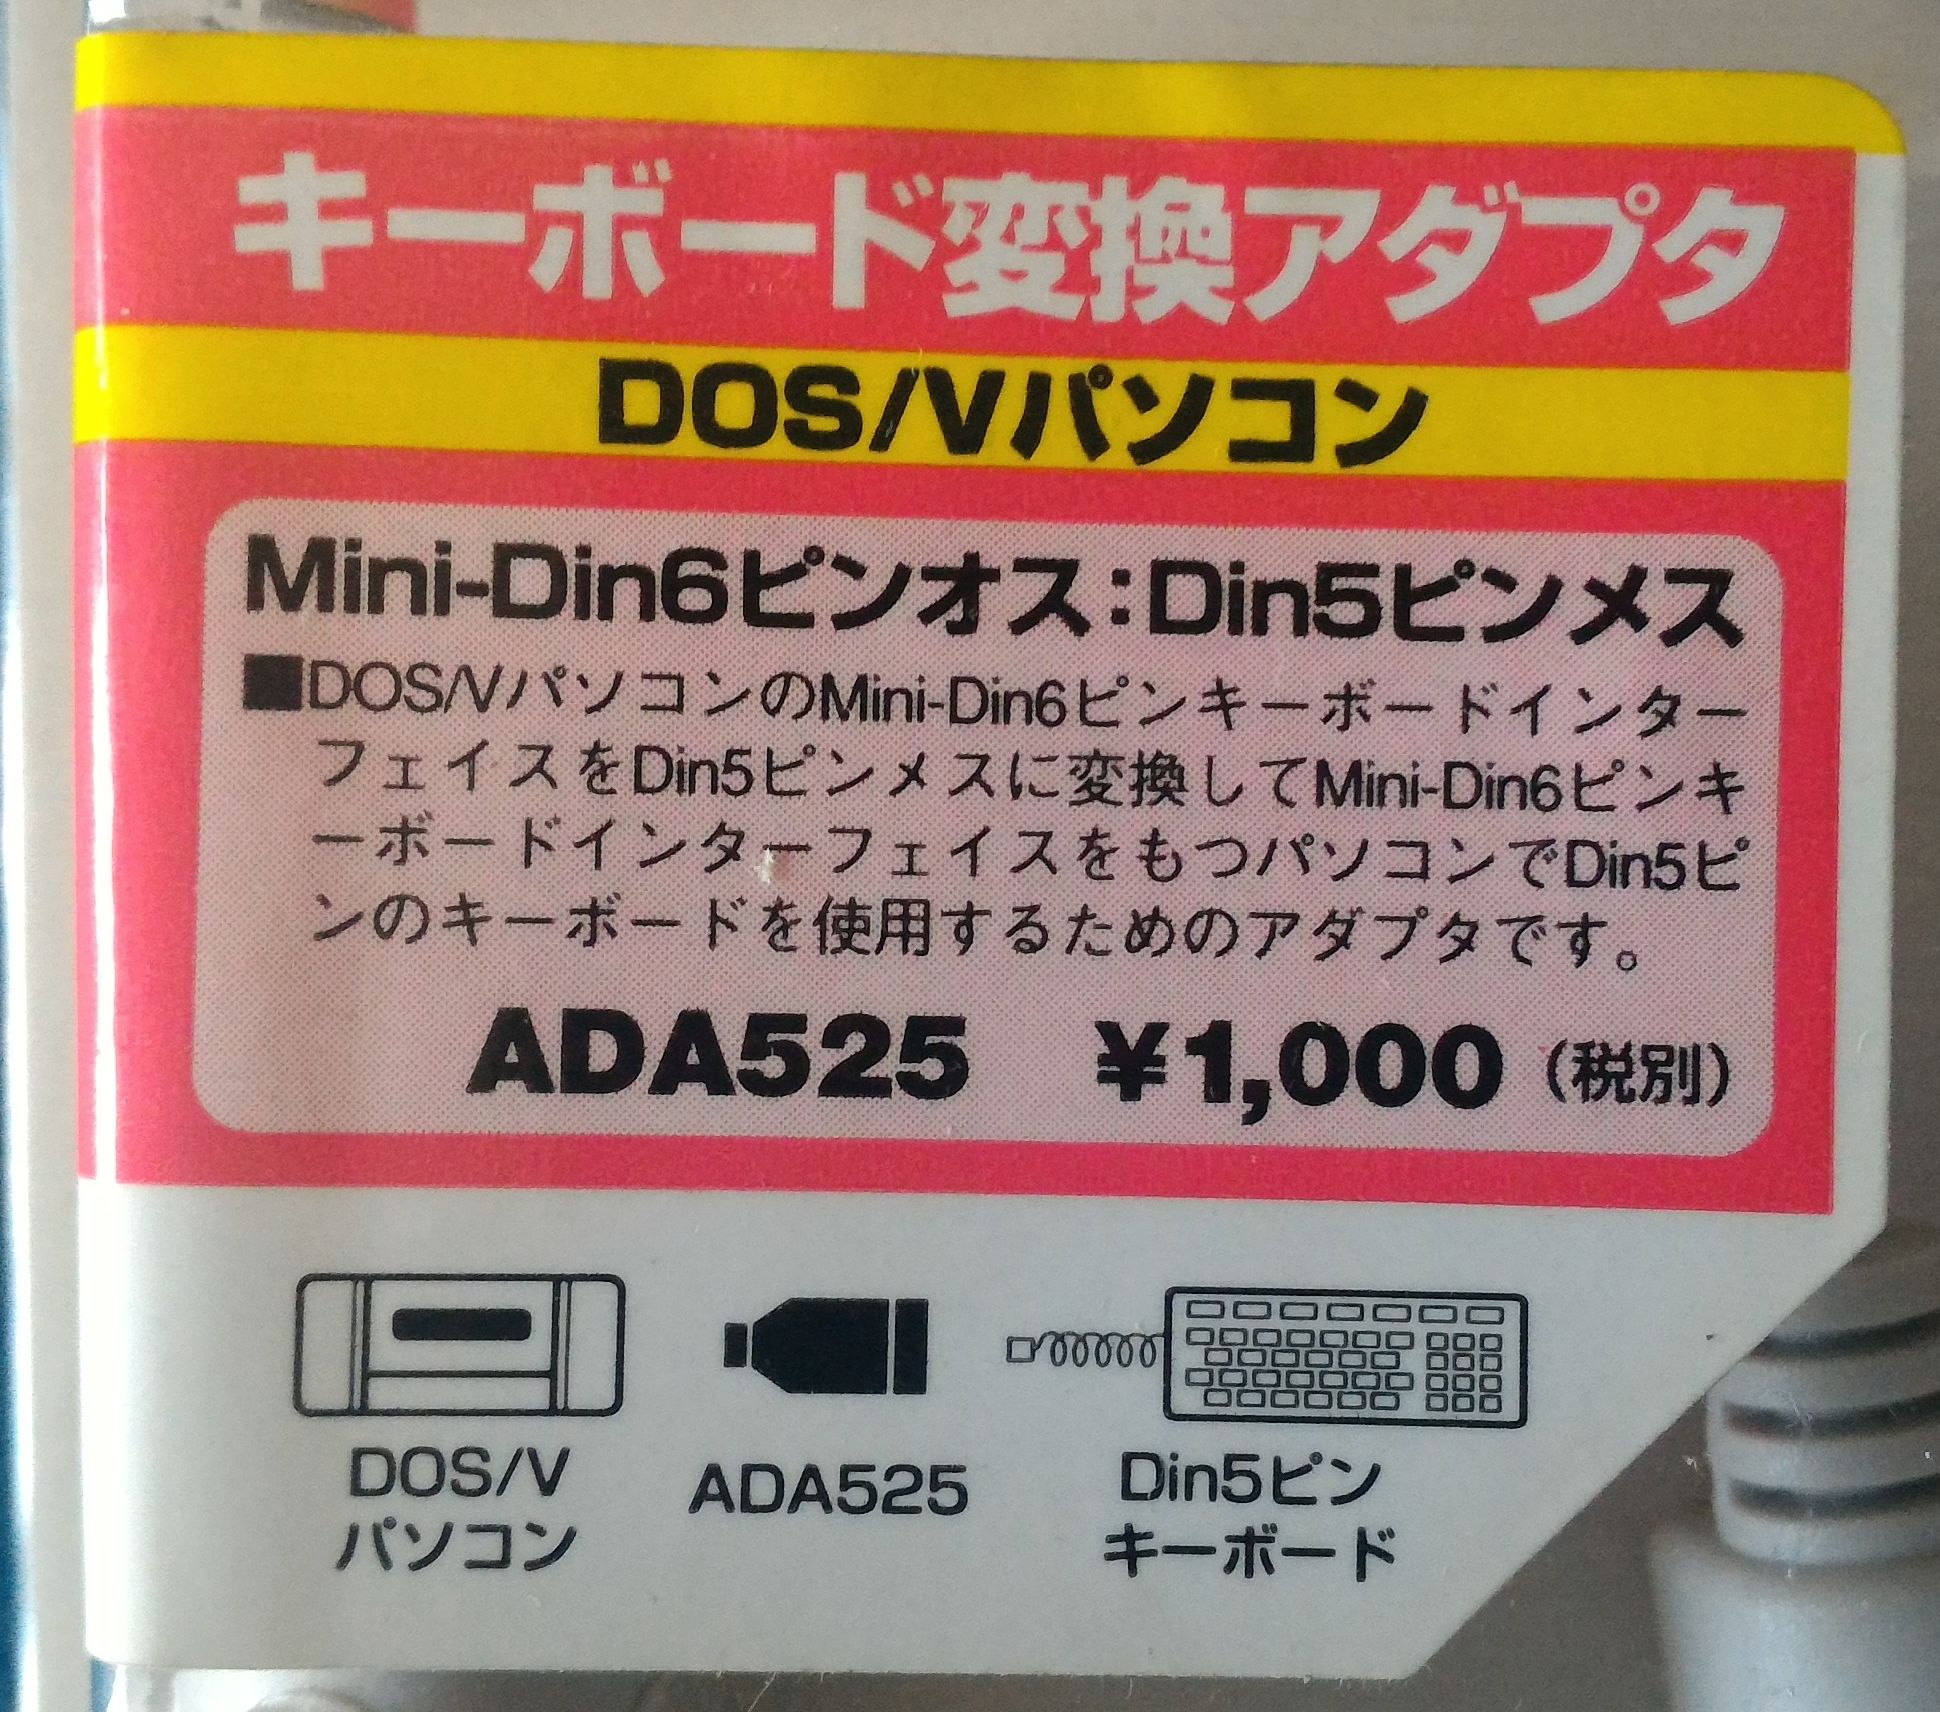 キーボード変換アダプタ
DOS/Vパソコン
Mini-Din6ピンオス：Din5ピンメス
■DOS/VパソコンのMini-Din6ピンキーボードインター
フェイスをDin5ピンメスに変換してMini-Din6ピンキ
ーボードインターフェイスをもつパソコンでDin5ピ
ンのキーボードを使用するためのアダプタです。
ADA525 ¥1,000（税別）
DOS/V
パソコン
ADA525
Din5ピン
キーボード